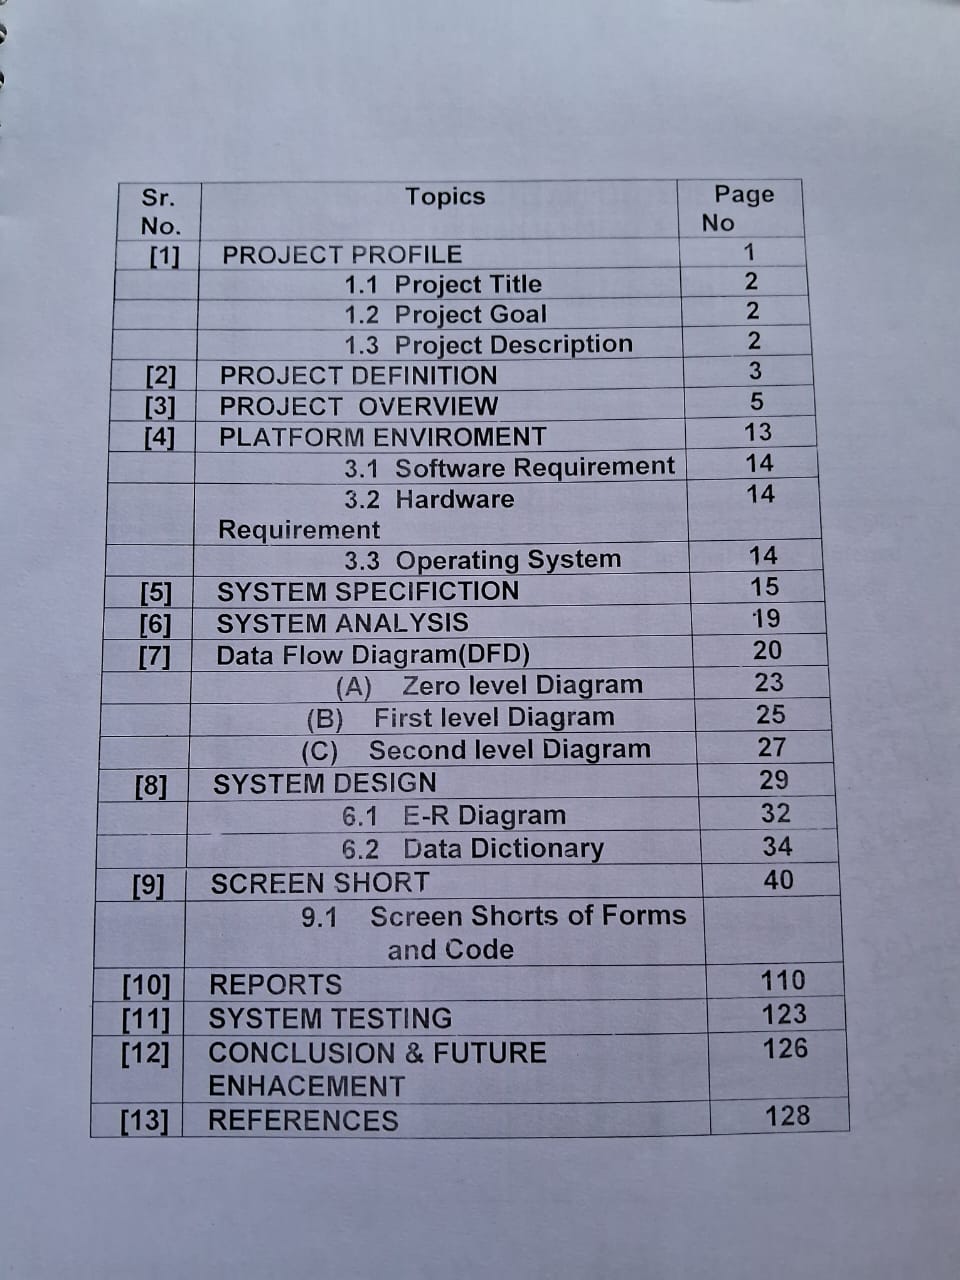 Sr. No. Topics Page No
[1] PROJECT PROFILE 1
1.1 Project Title 2
1.2 Project Goal 2
1.3 Project Description 2
[2] PROJECT DEFINITION 3
[3] PROJECT OVERVIEW 5
[4] PLATFORM ENVIROMENT 13
3.1 Software Requirement 14
3.2 Hardware 14
Requirement
3.3 Operating System 14
[5] SYSTEM SPECIFICTION 15
[6] SYSTEM ANALYSIS 19
[7] Data Flow Diagram(DFD) 20
(A) Zero level Diagram 23
(B) First level Diagram 25
(C) Second level Diagram 27
[8] SYSTEM DESIGN 29
6.1 E-R Diagram 32
6.2 Data Dictionary 34
[9] SCREEN SHORT 40
9.1 Screen Shorts of Forms
and Code
[10] REPORTS 110
[11] SYSTEM TESTING 123
[12] CONCLUSION & FUTURE 126
ENHACEMENT
[13] REFERENCES 128